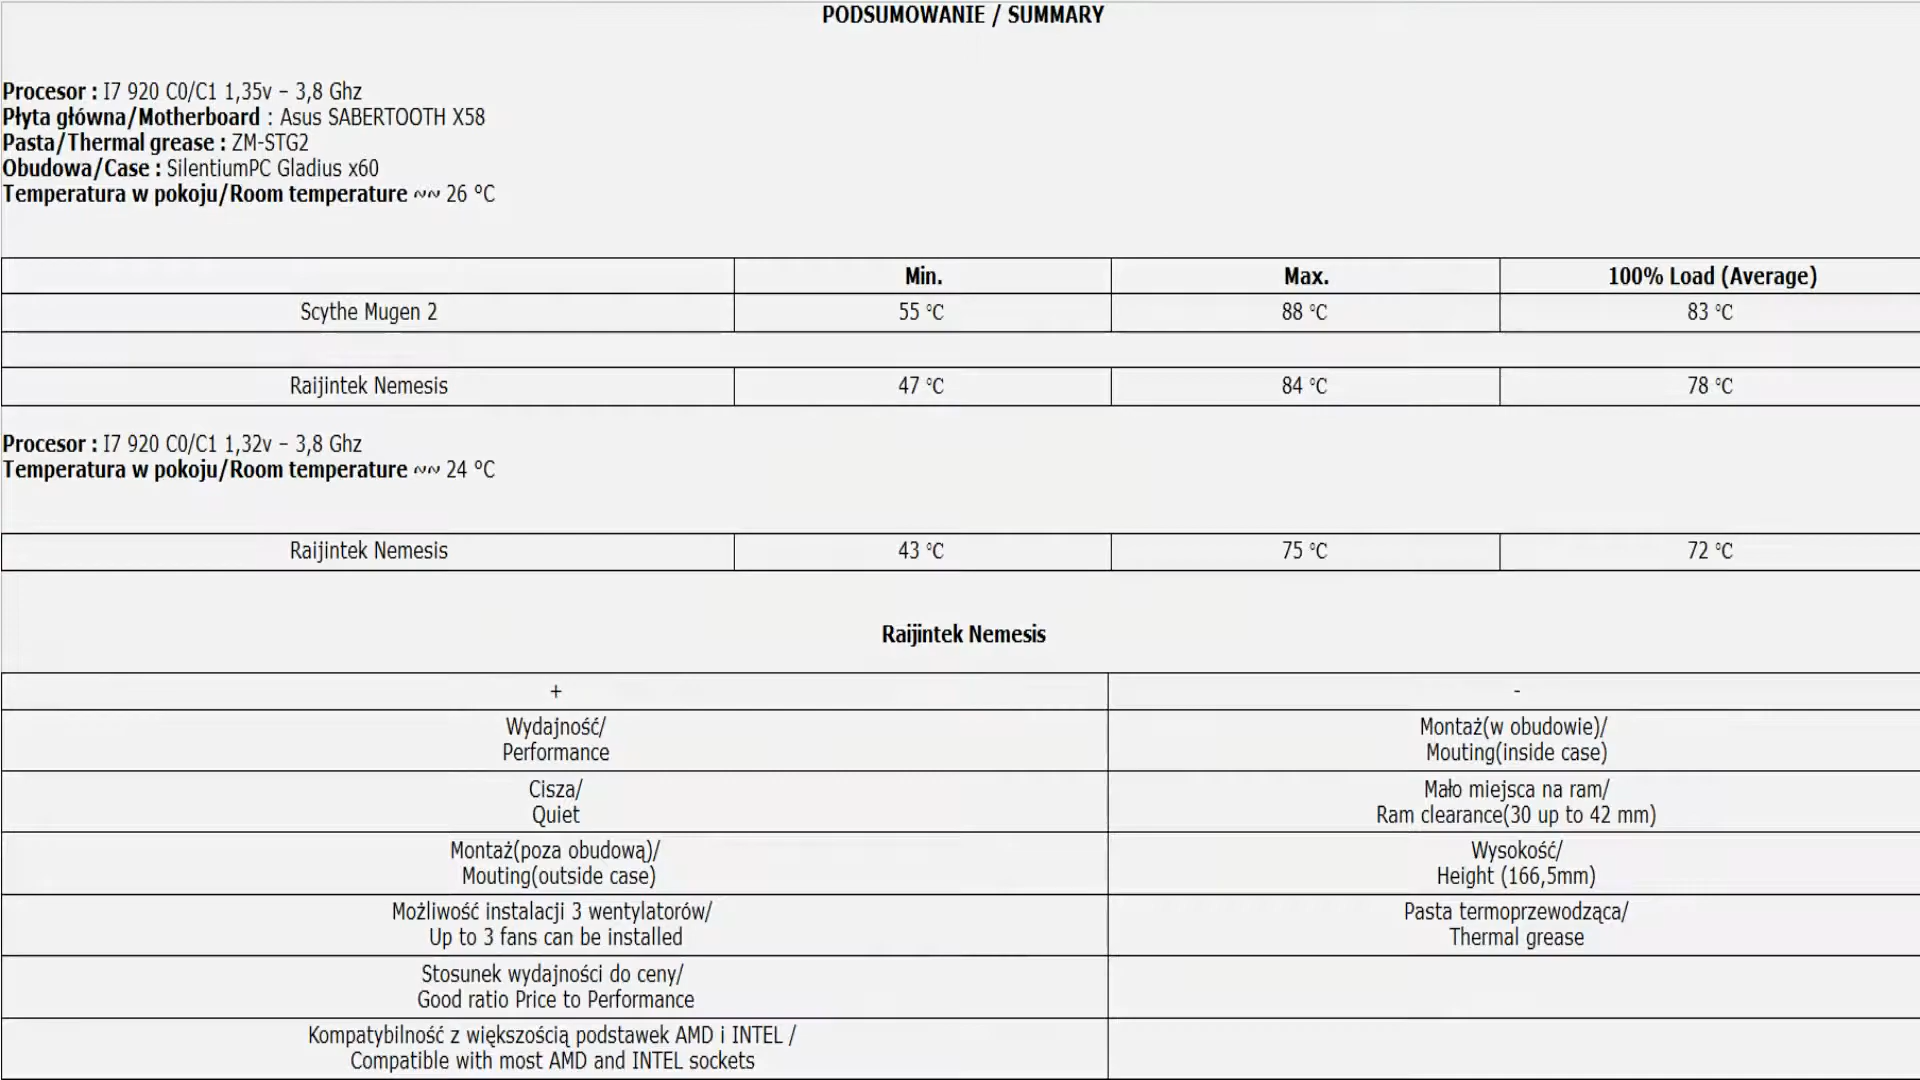 PODSUMOWANIE / SUMMARY
Procesor : I7 920 C0/C1 1,35v – 3,8 Ghz
Płyta główna/Motherboard : Asus SABERTOOTH X58
Pasta/Thermal grease : ZM-STG2
Obudowa/Case : SilentiumPC Gladius x60
Temperatura w pokoju/Room temperature ~~ 26 °C
Min. Max. 100% Load (Average)
Scythe Mugen 2 55 °C 88 °C 83 °C
Raijintek Nemesis 47 °C 84 °C 78 °C
Procesor : I7 920 C0/C1 1,32v – 3,8 Ghz
Temperatura w pokoju/Room temperature ~~ 24 °C
Raijintek Nemesis 43 °C 75 °C 72 °C
Raijintek Nemesis
+ -
Wydajność/
Performance
Montaż(w obudowie)/
Mouting(inside case)
Cisza/
Quiet
Mało miejsca na ram/
Ram clearance(30 up to 42 mm)
Montaż(poza obudową)/
Mouting(outside case)
Wysokość/
Height (166,5mm)
Możliwość instalacji 3 wentylatorów/
Up to 3 fans can be installed
Pasta termoprzewodząca/
Thermal grease
Stosunek wydajności do ceny/
Good ratio Price to Performance
Kompatybilność z większością podstawek AMD i INTEL /
Compatible with most AMD and INTEL sockets